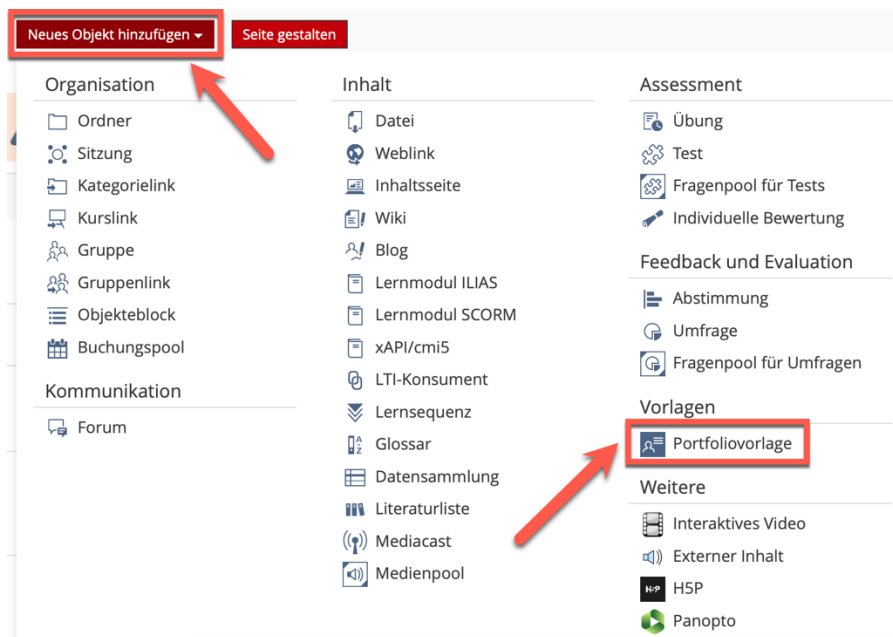 Neues Objekt hinzufügen
Seite gestalten
Organisation
Ordner
Sitzung
Kategorielink
Kurslink
Gruppe
Gruppenlink
Objekteblock
Buchungspool
Kommunikation
Forum
Inhalt
Datei
Weblink
Inhaltsseite
Wiki
Blog
Lernmodul ILIAS
Lernmodul SCORM
xAPI/cmi5
LTI-Konsument
Lernsequenz
Glossar
Datensammlung
Literaturliste
Mediacast
Medienpool
Assessment
Übung
Test
Fragenpool für Tests
Individuelle Bewertung
Feedback und Evaluation
Abstimmung
Umfrage
Fragenpool für Umfragen
Vorlagen
Portfoliovorlage
Weitere
Interaktives Video
Externer Inhalt
H5P
H5P
Panopto